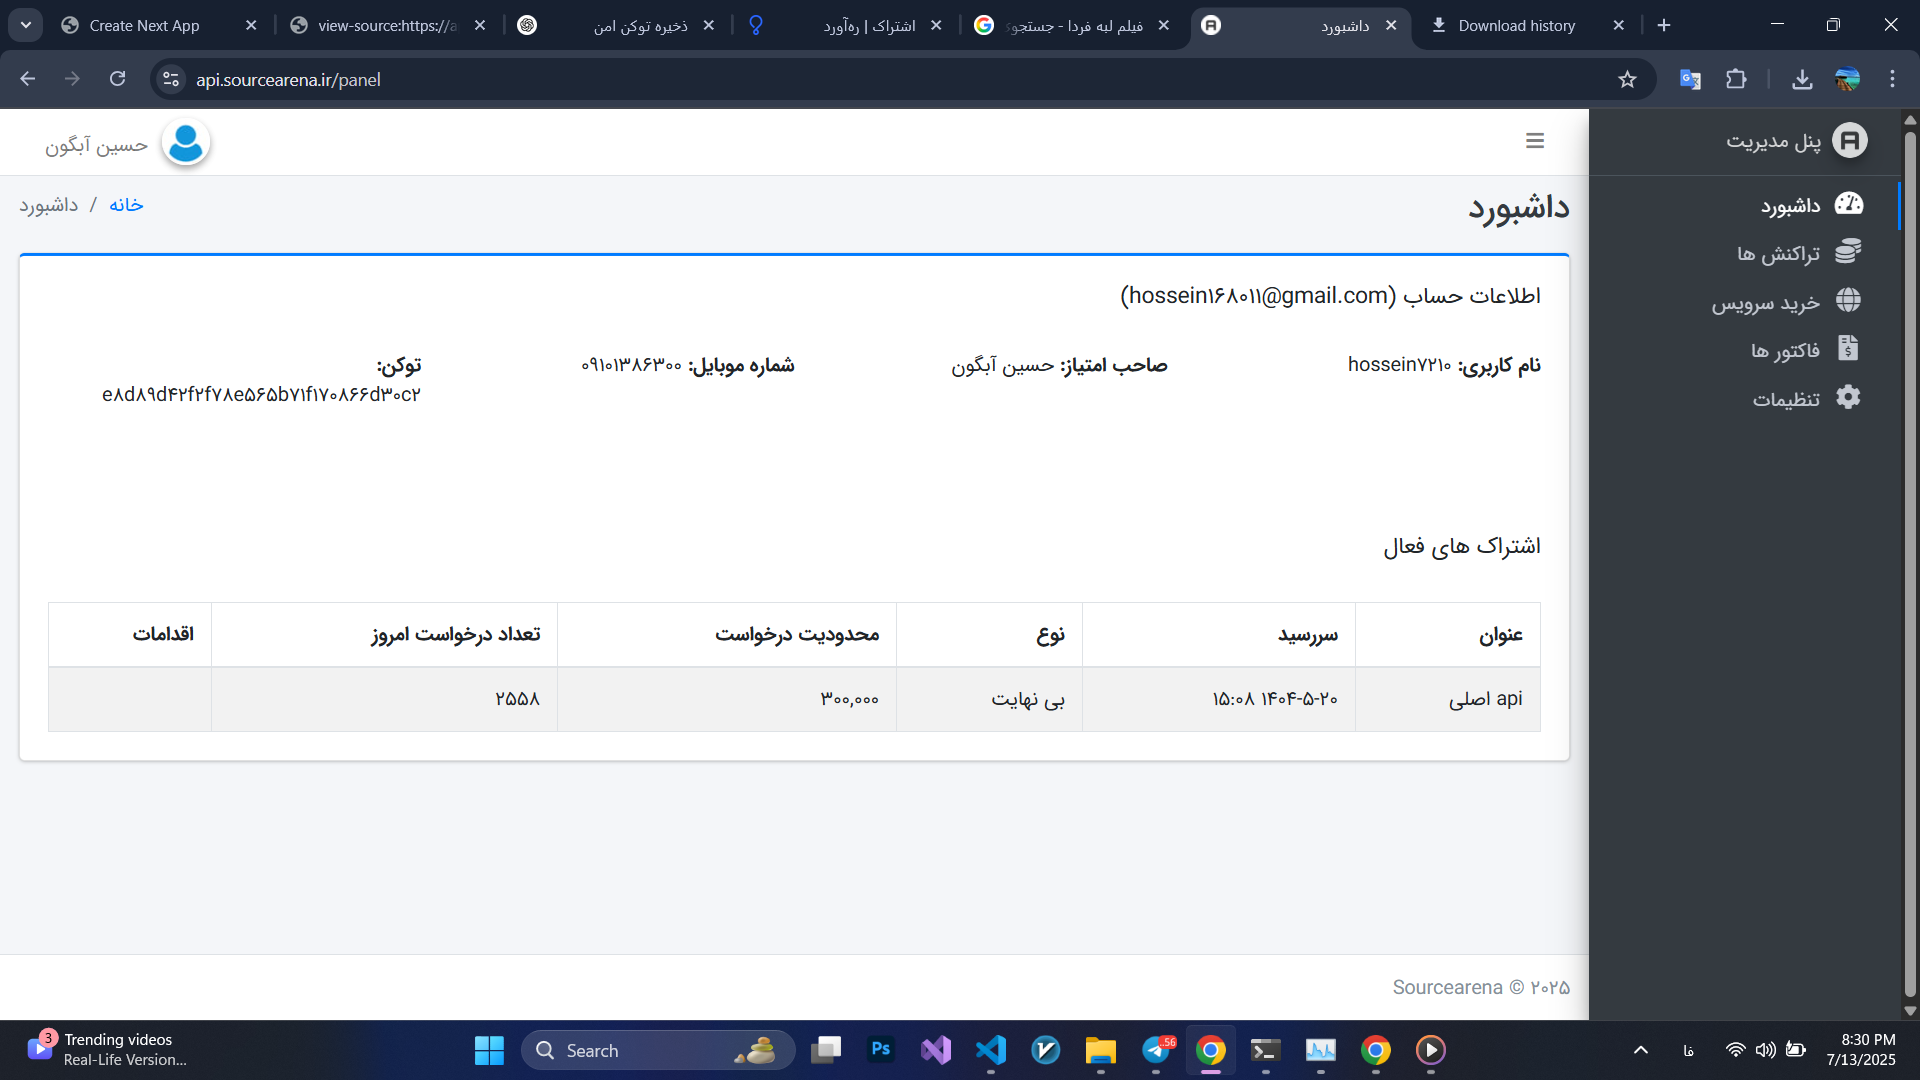 Create Next App
view-source:https://a
ذخیره توکن امن
اشتراک | ره‌آورد
فیلم لبه فردا - جستجوی
داشبورد
Download history
api.sourcearena.ir/panel
پنل مدیریت
حسین آبگون
داشبورد
تراکنش ها
خرید سرویس
فاکتور ها
تنظیمات
داشبورد
خانه / داشبورد
اطلاعات حساب (hossein۱۶۸۰۱۱@gmail.com)
نام کاربری: hossein۷۲۱۰
صاحب امتیاز: حسین آبگون
شماره موبایل: ۰۹۱۰۱۳۸۶۳۰۰
توکن:
e۸d۸۹d۴۲f۲f۷۸e۵۶۵b۷۱f۱۷۰۸۶۶d۳۰c۲
اشتراک های فعال
عنوان سررسید نوع محدودیت درخواست تعداد درخواست امروز اقدامات
api اصلی ۱۴۰۴-۵-۲۰ ۱۵:۰۸ بی نهایت ۳۰۰,۰۰۰ ۲۵۵۸
Sourcearena © ۲۰۲۵
3
Trending videos
Real-Life Version...
Search
Ps
.56
فا
8:30 PM
7/13/2025